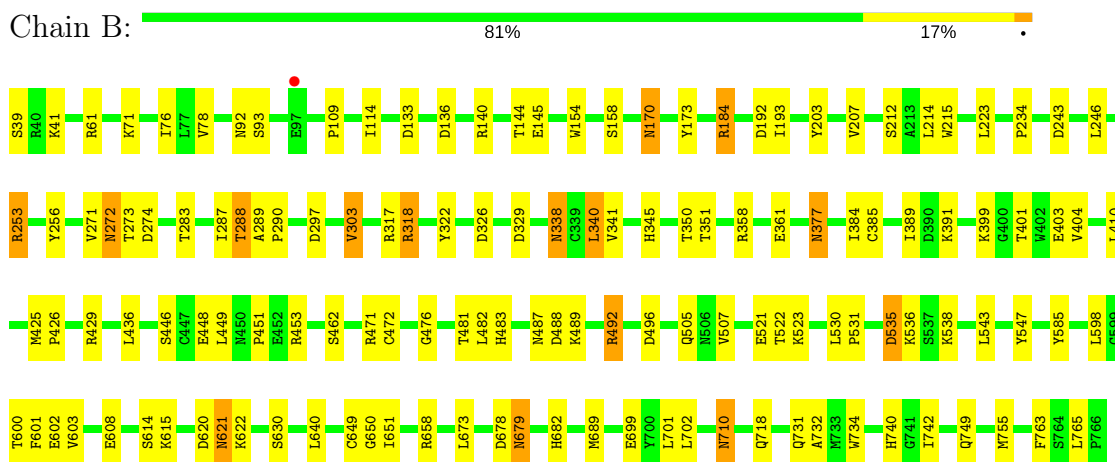 Chain B:
81% 17% •
S39 R40 K41 R61 K71 I76 L77 V78 N92 S93 E97 P109 I114 D133 D136 R140 T144 E145 W154 S158 N170 Y173 R184 D192 I193 Y203 V207 S212 A213 L214 W215 L223 P234 D243 L246
R253 Y256 V271 N272 T273 D274 T283 I287 T288 A289 P290 D297 V303 R317 R318 Y322 D326 D329 N338 C339 L340 V341 H345 T350 T351 R358 E361 N377 I384 C385 I389 D390 K391 K399 G400 T401 W402 E403 V404
M425 P426 R429 L436 S446 C447 E448 L449 N450 P451 E452 R453 S462 R471 C472 G476 T481 L482 H483 N487 D488 K489 R492 D496 Q505 N506 V507 E521 T522 K523 L530 P531 D535 K536 S537 K538 L543 Y547 Y585 L598
T600 F601 E602 V603 E608 S614 K615 D620 N621 K622 S630 L640 C649 G650 I651 R658 L673 D678 N679 H682 M689 E699 Y700 L701 L702 N710 Q718 Q731 A732 M733 W734 H740 G741 I742 Q749 M755 F763 S764 L765 P766